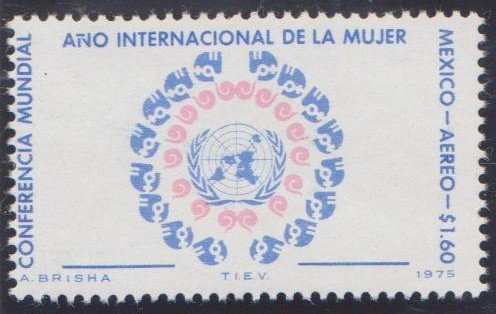 AÑO INTERNACIONAL DE LA MUJER
CONFERENCIA MUNDIAL
MEXICO-AEREO-$1.60
A. BRISHA
T.I.E.V.
1975